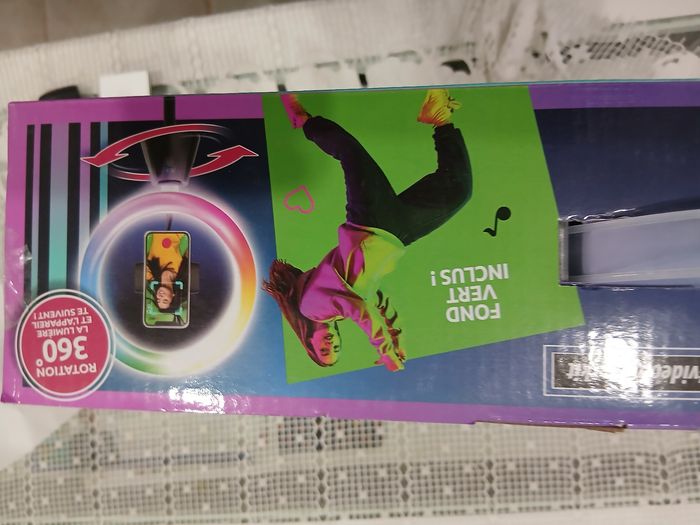 FOND
VERT
INCLUS !
ROTATION
360°
LA LUMIÈRE
ET L'APPAREIL
TE SUIVENT !